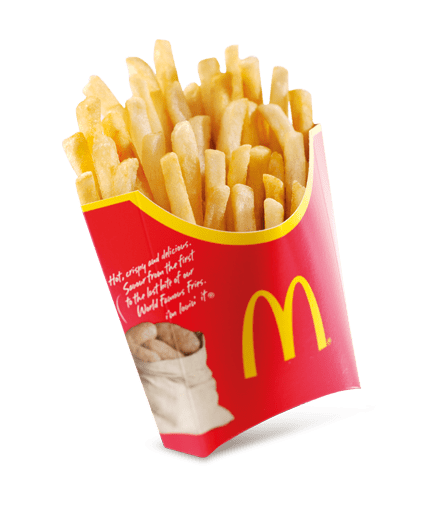 Hot, crispy and delicious.
Savour from the first
to the last bite of our
World Famous Fries.
i'm lovin' it®
M®